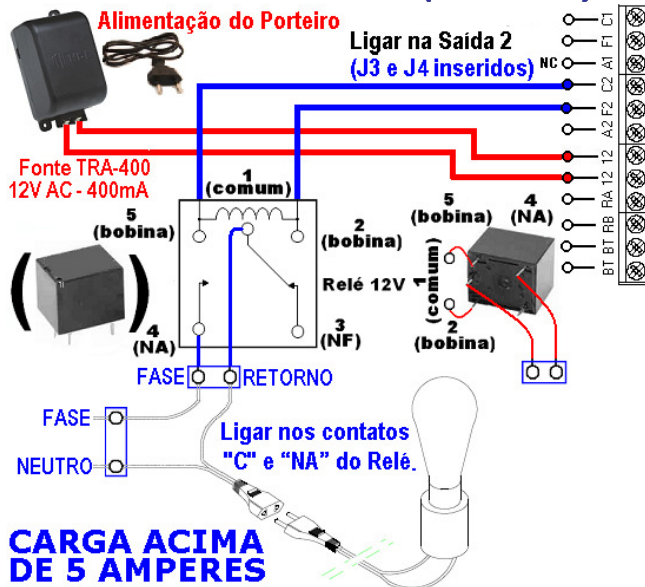 Alimentação do Porteiro
Ligar na Saída 2
(J3 e J4 inseridos)
NC
C1
F1
A1
C2
F2
A2
12
12
RA
RB
BT
BT
Fonte TRA-400
12V AC - 400mA
1
(comum)
5
(bobina)
2
(bobina)
Relé 12V
4
(NA)
3
(NF)
5
(bobina)
4
(NA)
1
(comum)
2
(bobina)
FASE
RETORNO
FASE
NEUTRO
Ligar nos contatos
"C" e “NA” do Relé.
CARGA ACIMA
DE 5 AMPERES